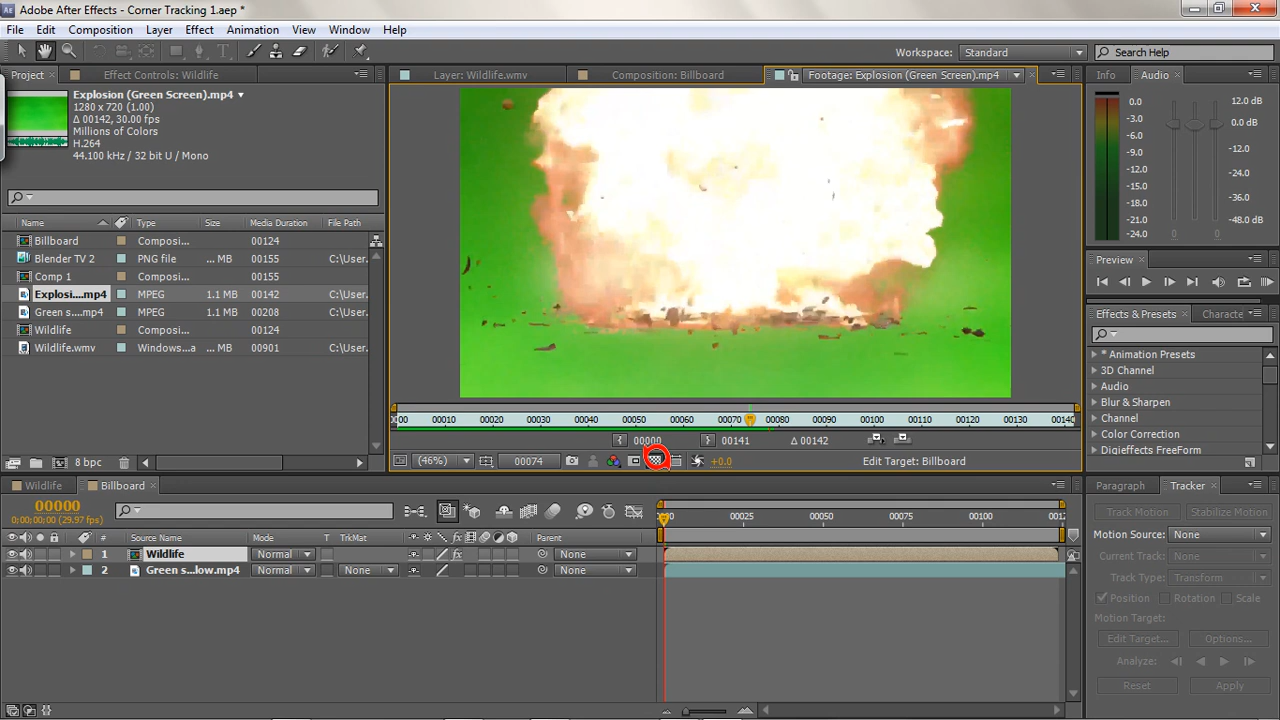 Adobe After Effects - Corner Tracking 1.aep *
File Edit Composition Layer Effect Animation View Window Help
Workspace: Standard Search Help
Project Effect Controls: Wildlife Layer: Wildlife.wmv Composition: Billboard Footage: Explosion (Green Screen).mp4 Info Audio
Explosion (Green Screen).mp4
1280 x 720 (1.00)
Δ 00142, 30.00 fps
Millions of Colors
H.264
44.100 kHz / 32 bit U / Mono
0.0 12.0 dB
-3.0 0.0 dB
-6.0
-9.0 -12.0
-12.0
-15.0 -24.0
-18.0 -36.0
-21.0 -48.0 dB
-24.0 0 0
Name Type Size Media Duration File Path
Billboard Composi... 00124
Blender TV 2 PNG file ... MB 00155 C:\User.
Comp 1 Composi... 00155
Explosi....mp4 MPEG 1.1 MB 00142 C:\User.
Green s....mp4 MPEG 1.1 MB 00208 C:\User.
Wildlife Composi... 00124
Wildlife.wmv Windows...a ... MB 00901 C:\User.
Preview
Effects & Presets Characte
* Animation Presets
3D Channel
Audio
Blur & Sharpen
Channel
Color Correction
Digieffects FreeForm
00010 00020 00030 00040 00050 00060 00070 00080 00090 00100 00110 00120 00130 0014
00000 00141 Δ 00142
8 bpc (46%) 00074 +0.0 Edit Target: Billboard
Wildlife Billboard
00000
0;00;00;00 (29.97 fps)
00025 00050 00075 00100 0012
# Source Name Mode T TrkMat Parent
1 Wildlife Normal None
2 Green s...low.mp4 Normal None None
Paragraph Tracker
Track Motion Stabilize Motion
Motion Source: None
Current Track: None
Track Type: Transform
Position Rotation Scale
Motion Target:
Edit Target... Options...
Analyze:
Reset Apply